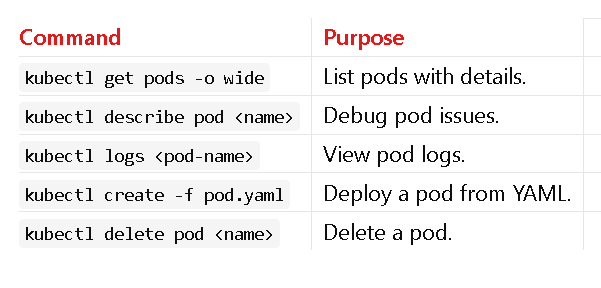 Command Purpose
kubectl get pods -o wide List pods with details.
kubectl describe pod <name> Debug pod issues.
kubectl logs <pod-name> View pod logs.
kubectl create -f pod.yaml Deploy a pod from YAML.
kubectl delete pod <name> Delete a pod.